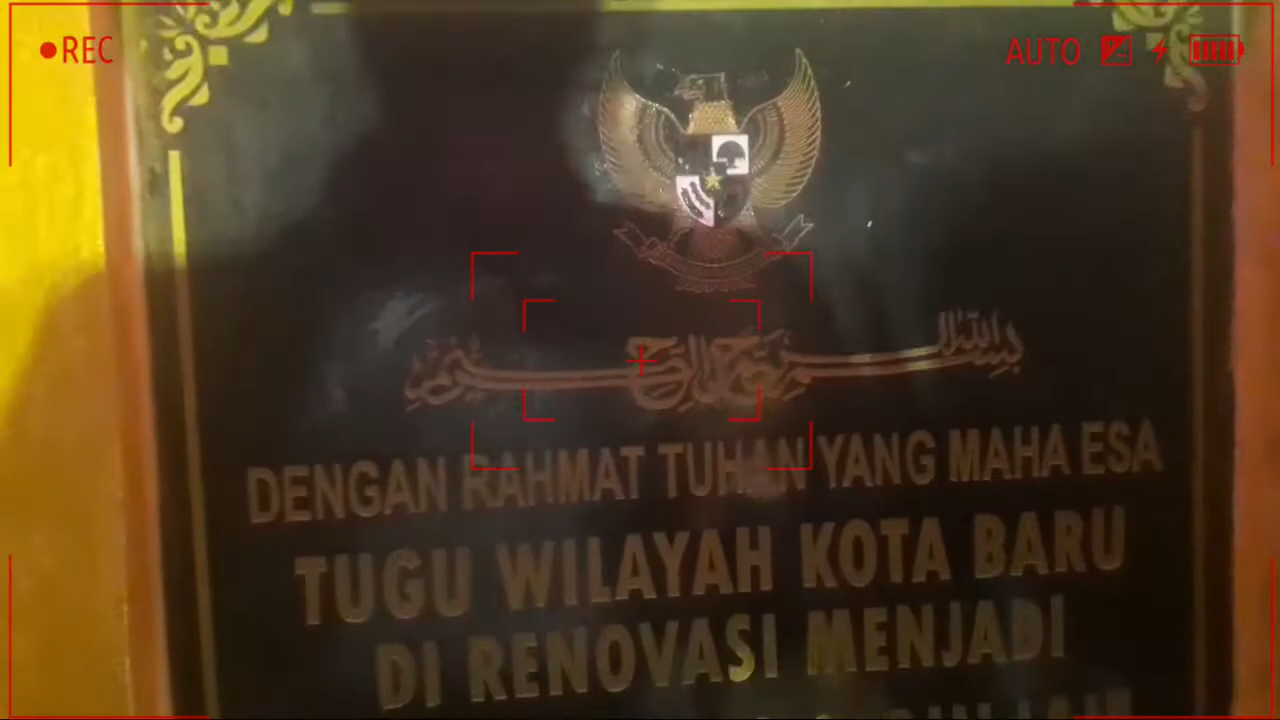 REC
AUTO
بسم الله الرحمن الرحيم
DENGAN RAHMAT TUHAN YANG MAHA ESA
TUGU WILAYAH KOTA BARU
DI RENOVASI MENJADI